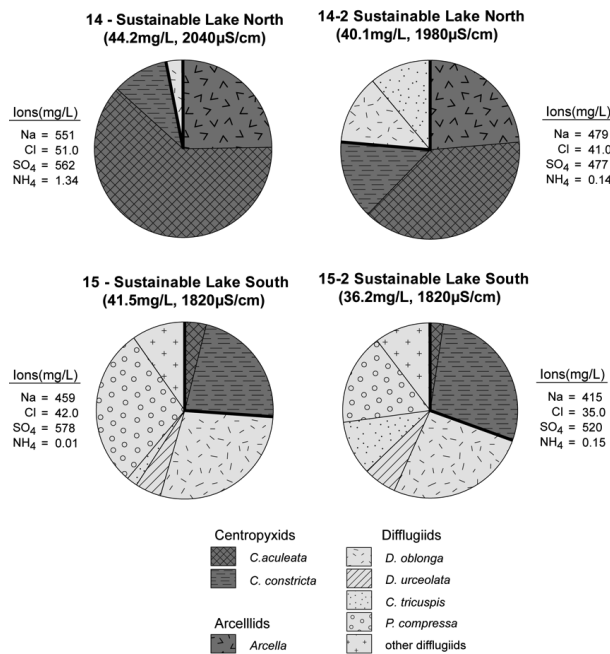 14 - Sustainable Lake North
(44.2mg/L, 2040µS/cm)
Ions(mg/L)
Na = 551
Cl = 51.0
SO4 = 562
NH4 = 1.34
14-2 Sustainable Lake North
(40.1mg/L, 1980µS/cm)
Ions(mg/L)
Na = 479
Cl = 41.0
SO4 = 477
NH4 = 0.14
15 - Sustainable Lake South
(41.5mg/L, 1820µS/cm)
Ions(mg/L)
Na = 459
Cl = 42.0
SO4 = 578
NH4 = 0.01
15-2 Sustainable Lake South
(36.2mg/L, 1820µS/cm)
Ions(mg/L)
Na = 415
Cl = 35.0
SO4 = 520
NH4 = 0.15
Centropyxids
C.aculeata
C. constricta
Arcelllids
Arcella
Difflugiids
D. oblonga
D. urceolata
C. tricuspis
P. compressa
other difflugiids